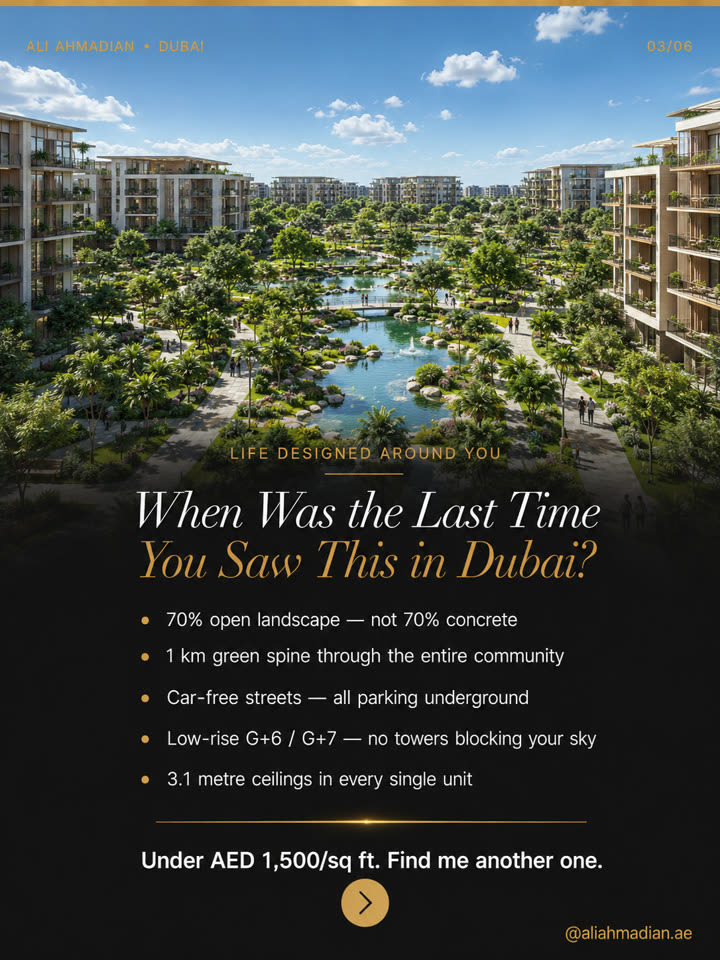 ALI AHMADIAN • DUBAI
03/06
LIFE DESIGNED AROUND YOU
When Was the Last Time
You Saw This in Dubai?
• 70% open landscape — not 70% concrete
• 1 km green spine through the entire community
• Car-free streets — all parking underground
• Low-rise G+6 / G+7 — no towers blocking your sky
• 3.1 metre ceilings in every single unit
Under AED 1,500/sq ft. Find me another one.
@aliahmadian.ae